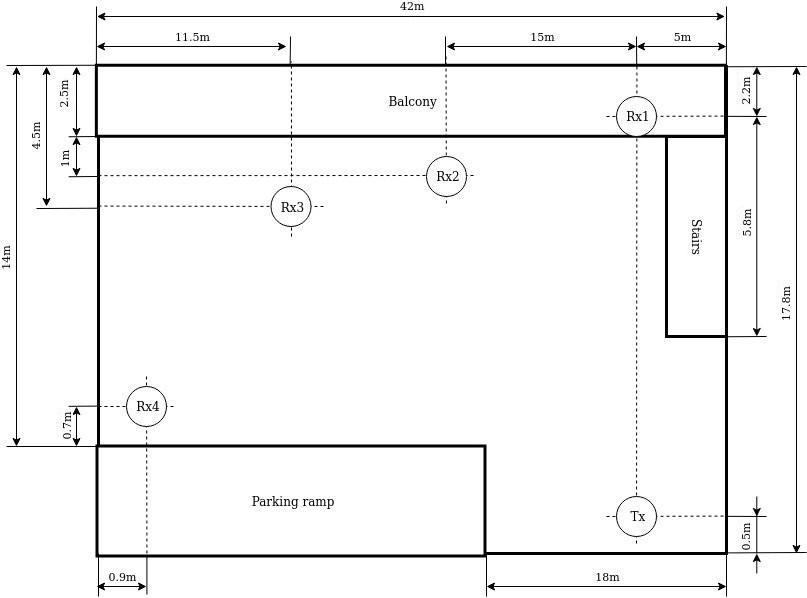 42m
11.5m
15m
5m
2.5m
4.5m
1m
14m
Balcony
Rx1
2.2m
Rx2
Rx3
Stairs
5.8m
17.8m
Rx4
0.7m
Parking ramp
Tx
0.5m
0.9m
18m